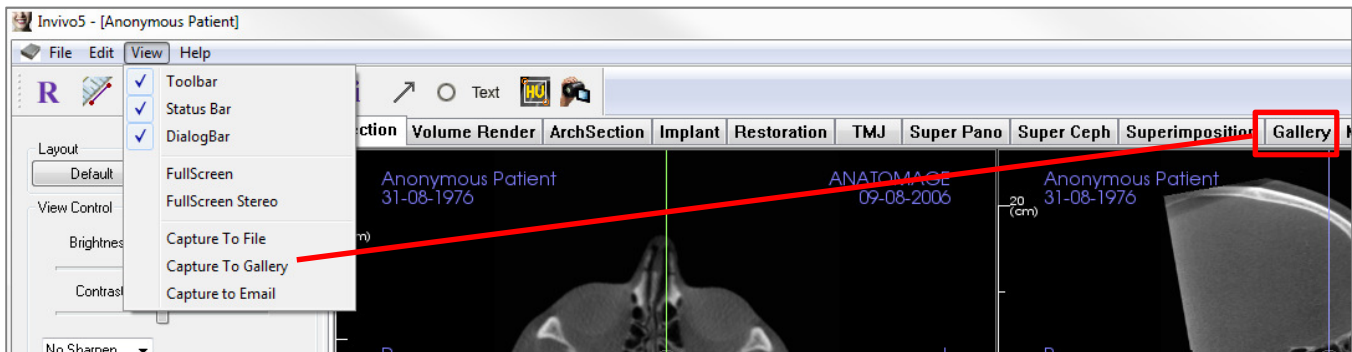 Invivo5 - [Anonymous Patient]
File Edit View Help
Toolbar
Status Bar
DialogBar
FullScreen
FullScreen Stereo
Capture To File
Capture To Gallery
Capture to Email
R
Text
HU
Volume Render ArchSection Implant Restoration TMJ Super Pano Super Ceph Superimposition Gallery
Layout
Default
View Control
No Sharpen
Anonymous Patient
31-08-1976
ANATOMAGE
09-08-2006
Anonymous Patient
31-08-1976
20
(cm)